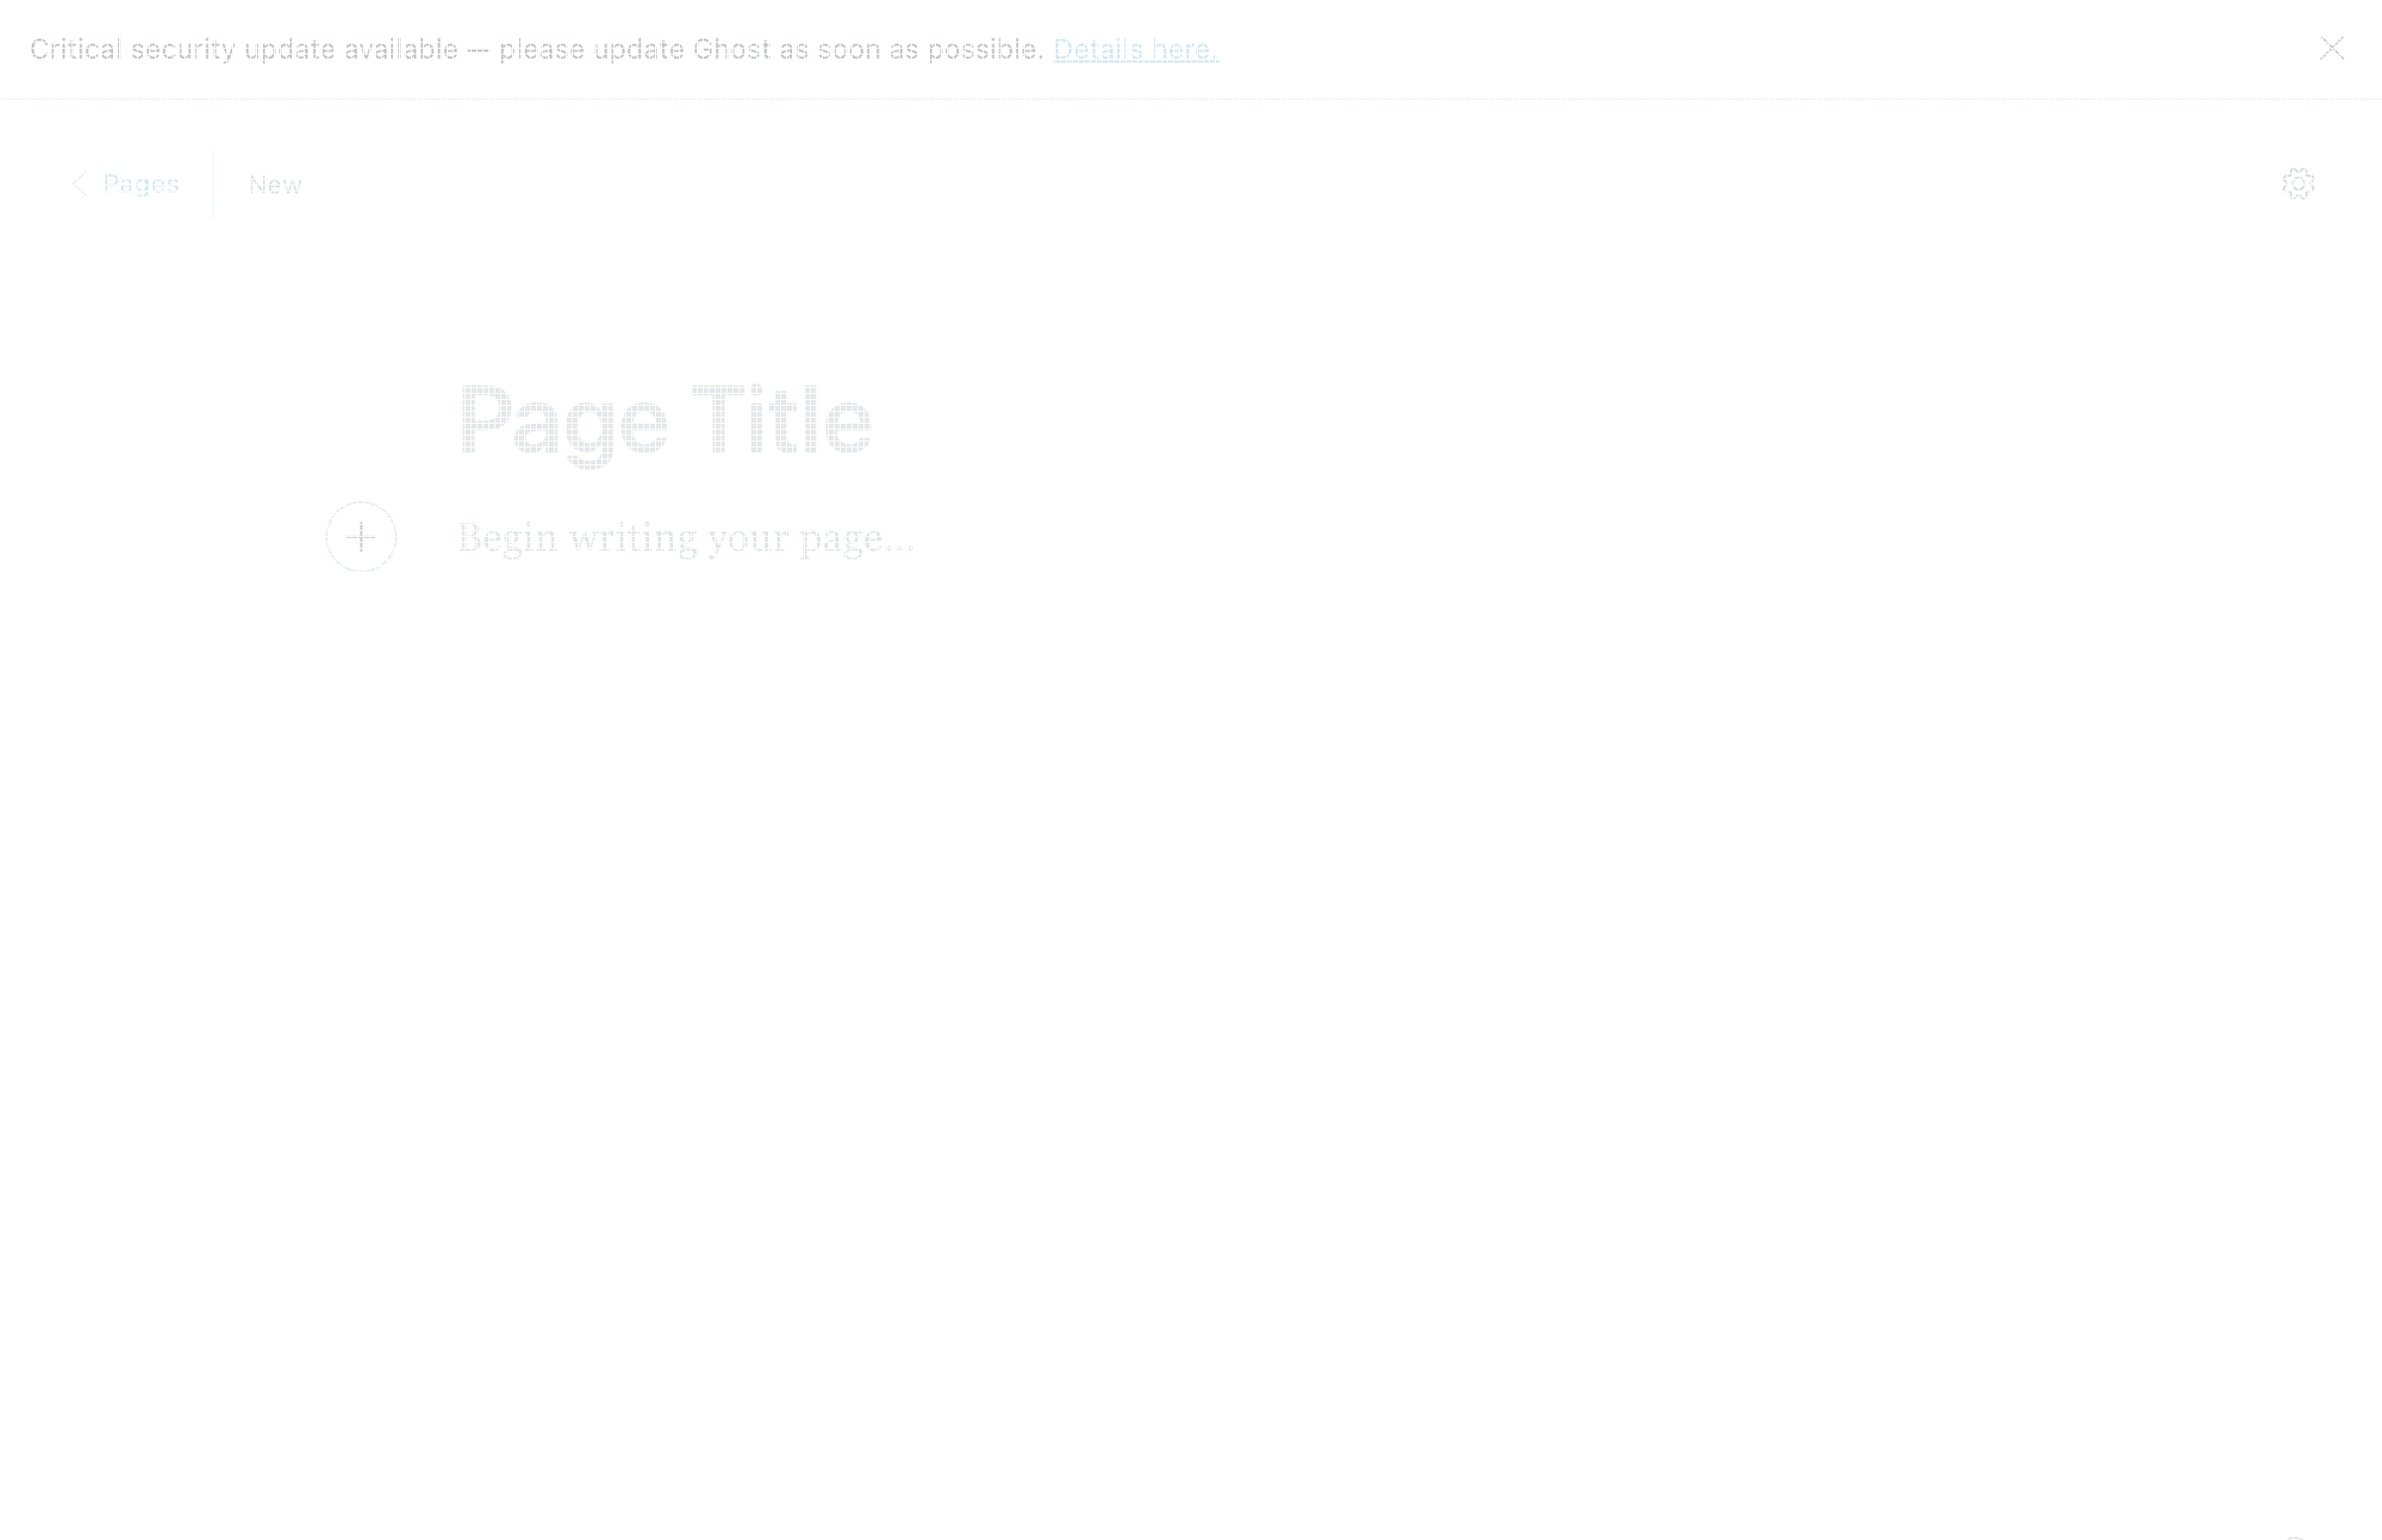 Critical security update available — please update Ghost as soon as possible. Details here.
Pages
New
Page Title
Begin writing your page...